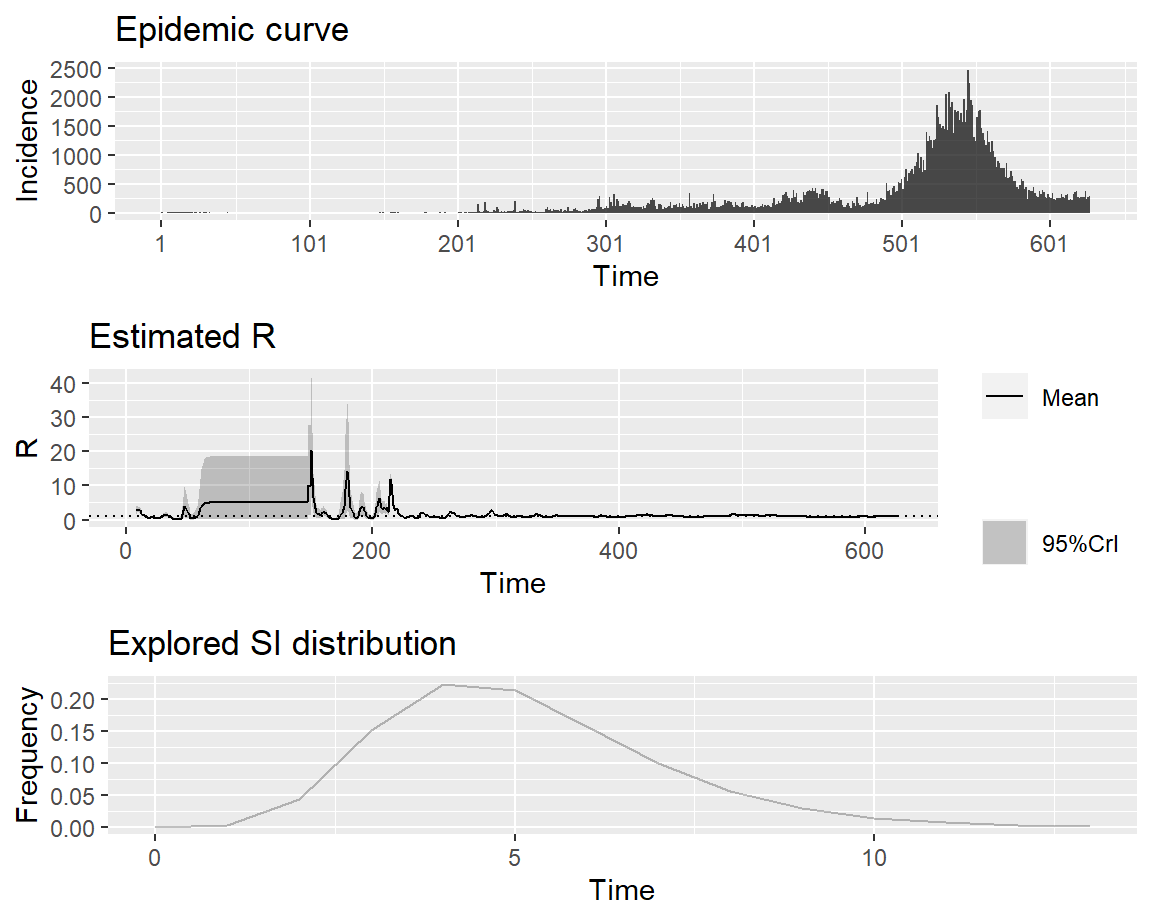 Epidemic curve
2500
2000
1500
1000
500
0
Incidence
1 101 201 301 401 501 601
Time
Estimated R
40
30
20
10
0
R
0 200 400 600
Time
Mean
95%CrI
Explored SI distribution
0.20
0.15
0.10
0.05
0.00
Frequency
0 5 10
Time